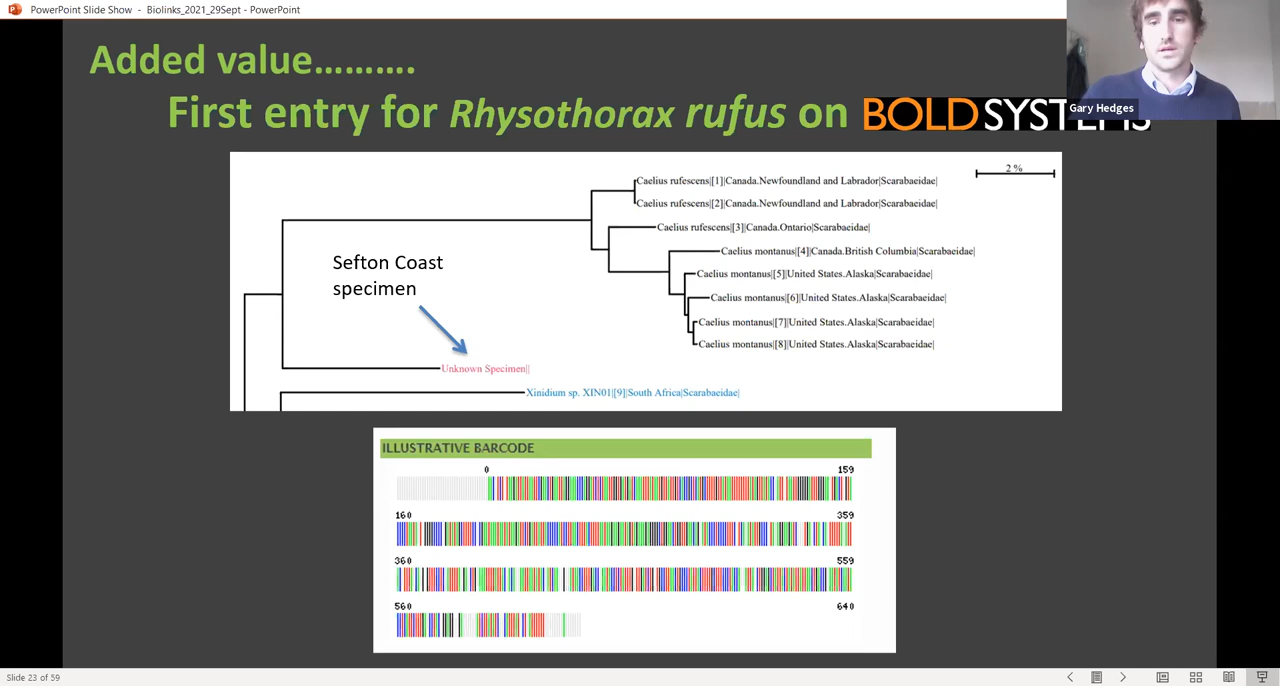 PowerPoint Slide Show - Biolinks_2021_29Sept - PowerPoint
Added value……….
First entry for Rhysothorax rufus on BOLDSYSTEMS
Gary Hedges
2 %
Caelius rufescens|[1]|Canada.Newfoundland and Labrador|Scarabaeidae|
Caelius rufescens|[2]|Canada.Newfoundland and Labrador|Scarabaeidae|
Caelius rufescens|[3]|Canada.Ontario|Scarabaeidae|
Caelius montanus|[4]|Canada.British Columbia|Scarabaeidae|
Sefton Coast
specimen
Caelius montanus|[5]|United States.Alaska|Scarabaeidae|
Caelius montanus|[6]|United States.Alaska|Scarabaeidae|
Caelius montanus|[7]|United States.Alaska|Scarabaeidae|
Caelius montanus|[8]|United States.Alaska|Scarabaeidae|
Unknown Specimen||
Xinidium sp. XIN01|[9]|South Africa|Scarabaeidae|
ILLUSTRATIVE BARCODE
0 159
160 359
360 559
560 640
Slide 23 of 59